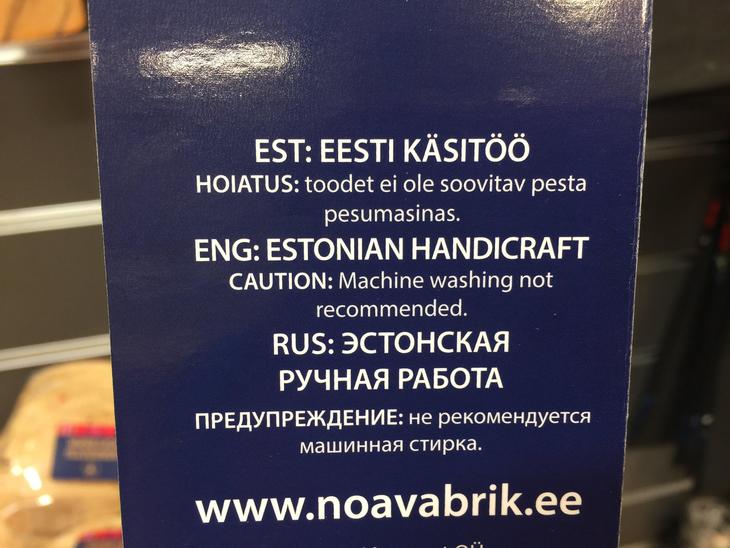 EST: EESTI KÄSITÖÖ
HOIATUS: toodet ei ole soovitav pesta
pesumasinas.
ENG: ESTONIAN HANDICRAFT
CAUTION: Machine washing not
recommended.
RUS: ЭСТОНСКАЯ
РУЧНАЯ РАБОТА
ПРЕДУПРЕЖДЕНИЕ: не рекомендуется
машинная стирка.
www.noavabrik.ee